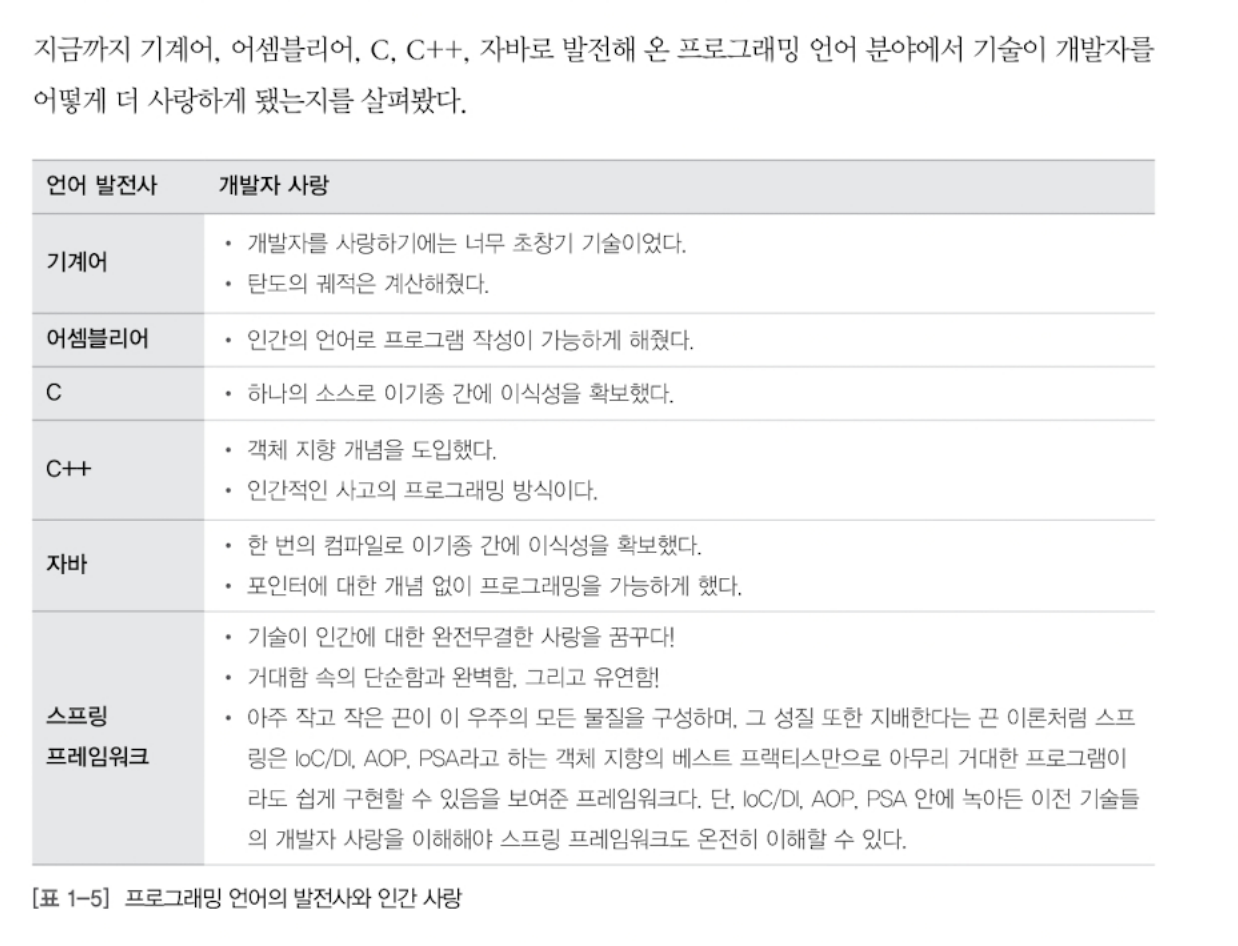 지금까지 기계어, 어셈블리어, C, C++, 자바로 발전해 온 프로그래밍 언어 분야에서 기술이 개발자를
어떻게 더 사랑하게 됐는지를 살펴봤다.
언어 발전사 개발자 사랑
기계어
• 개발자를 사랑하기에는 너무 초창기 기술이었다.
• 탄도의 궤적은 계산해줬다.
어셈블리어 • 인간의 언어로 프로그램 작성이 가능하게 해줬다.
C • 하나의 소스로 이기종 간에 이식성을 확보했다.
C++
• 객체 지향 개념을 도입했다.
• 인간적인 사고의 프로그래밍 방식이다.
자바
• 한 번의 컴파일로 이기종 간에 이식성을 확보했다.
• 포인터에 대한 개념 없이 프로그래밍을 가능하게 했다.
스프링
프레임워크
• 기술이 인간에 대한 완전무결한 사랑을 꿈꾸다!
• 거대함 속의 단순함과 완벽함, 그리고 유연함!
• 아주 작고 작은 끈이 이 우주의 모든 물질을 구성하며, 그 성질 또한 지배한다는 끈 이론처럼 스프
링은 IoC/DI, AOP, PSA라고 하는 객체 지향의 베스트 프랙티스만으로 아무리 거대한 프로그램이
라도 쉽게 구현할 수 있음을 보여준 프레임워크다. 단, IoC/DI, AOP, PSA 안에 녹아든 이전 기술들
의 개발자 사랑을 이해해야 스프링 프레임워크도 온전히 이해할 수 있다.
[표 1-5] 프로그래밍 언어의 발전사와 인간 사랑